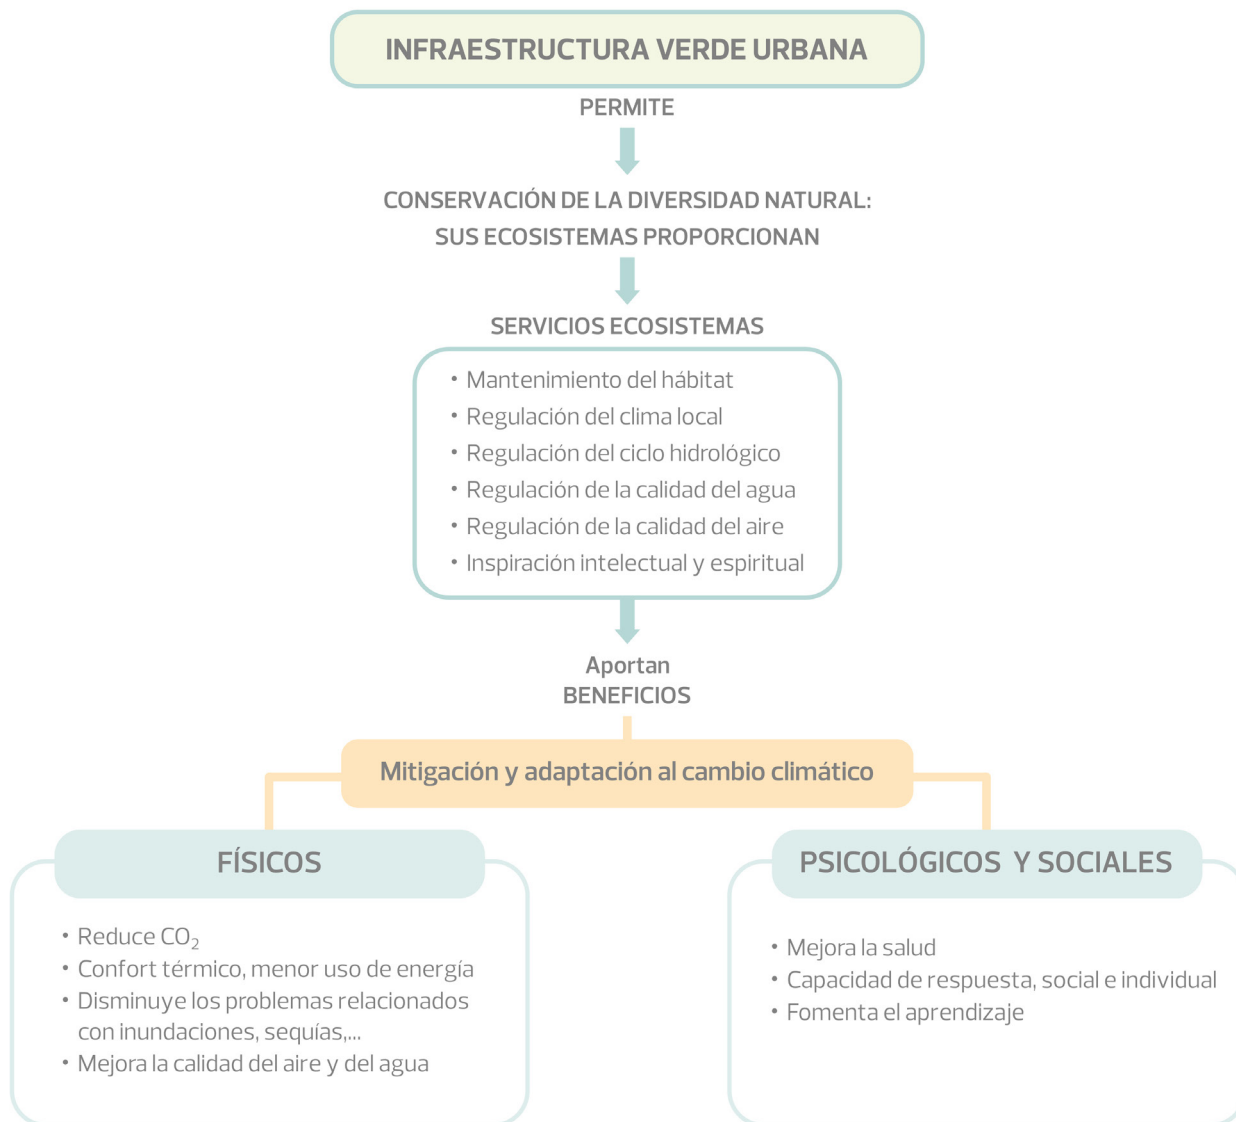 INFRAESTRUCTURA VERDE URBANA
PERMITE
CONSERVACIÓN DE LA DIVERSIDAD NATURAL:
SUS ECOSISTEMAS PROPORCIONAN
SERVICIOS ECOSISTEMAS
• Mantenimiento del hábitat
• Regulación del clima local
• Regulación del ciclo hidrológico
• Regulación de la calidad del agua
• Regulación de la calidad del aire
• Inspiración intelectual y espiritual
Aportan
BENEFICIOS
Mitigación y adaptación al cambio climático
FÍSICOS
• Reduce CO₂
• Confort térmico, menor uso de energía
• Disminuye los problemas relacionados
con inundaciones, sequías,...
• Mejora la calidad del aire y del agua
PSICOLÓGICOS Y SOCIALES
• Mejora la salud
• Capacidad de respuesta, social e individual
• Fomenta el aprendizaje